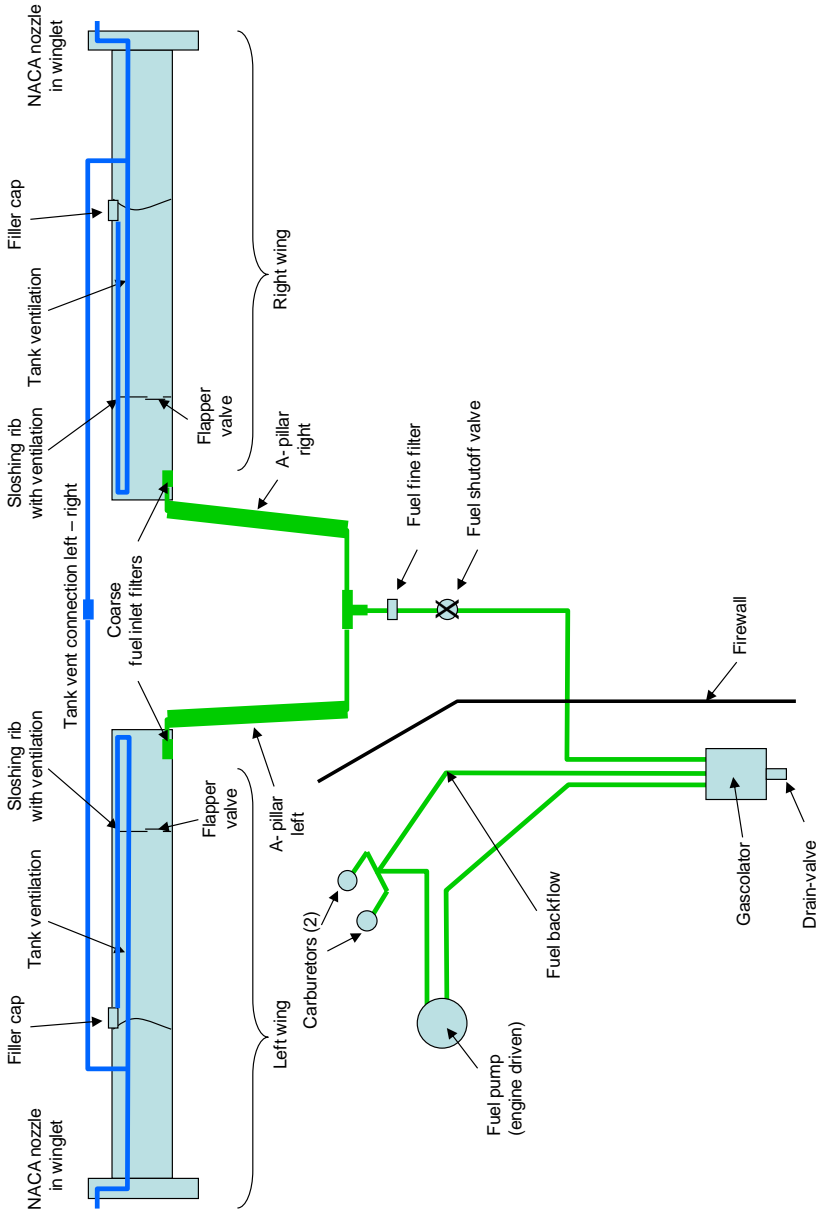 NACA nozzle
in winglet
Filler cap
Tank ventilation
Sloshing rib
with ventilation
Tank vent connection left – right
Sloshing rib
with ventilation
Tank ventilation
Filler cap
NACA nozzle
in winglet
Coarse
fuel inlet filters
Flapper
valve
Flapper
valve
Left wing
A- pillar
left
A- pillar
right
Right wing
Carburetors (2)
Fuel fine filter
Fuel shutoff valve
Fuel pump
(engine driven)
Fuel backflow
Firewall
Gascolator
Drain-valve